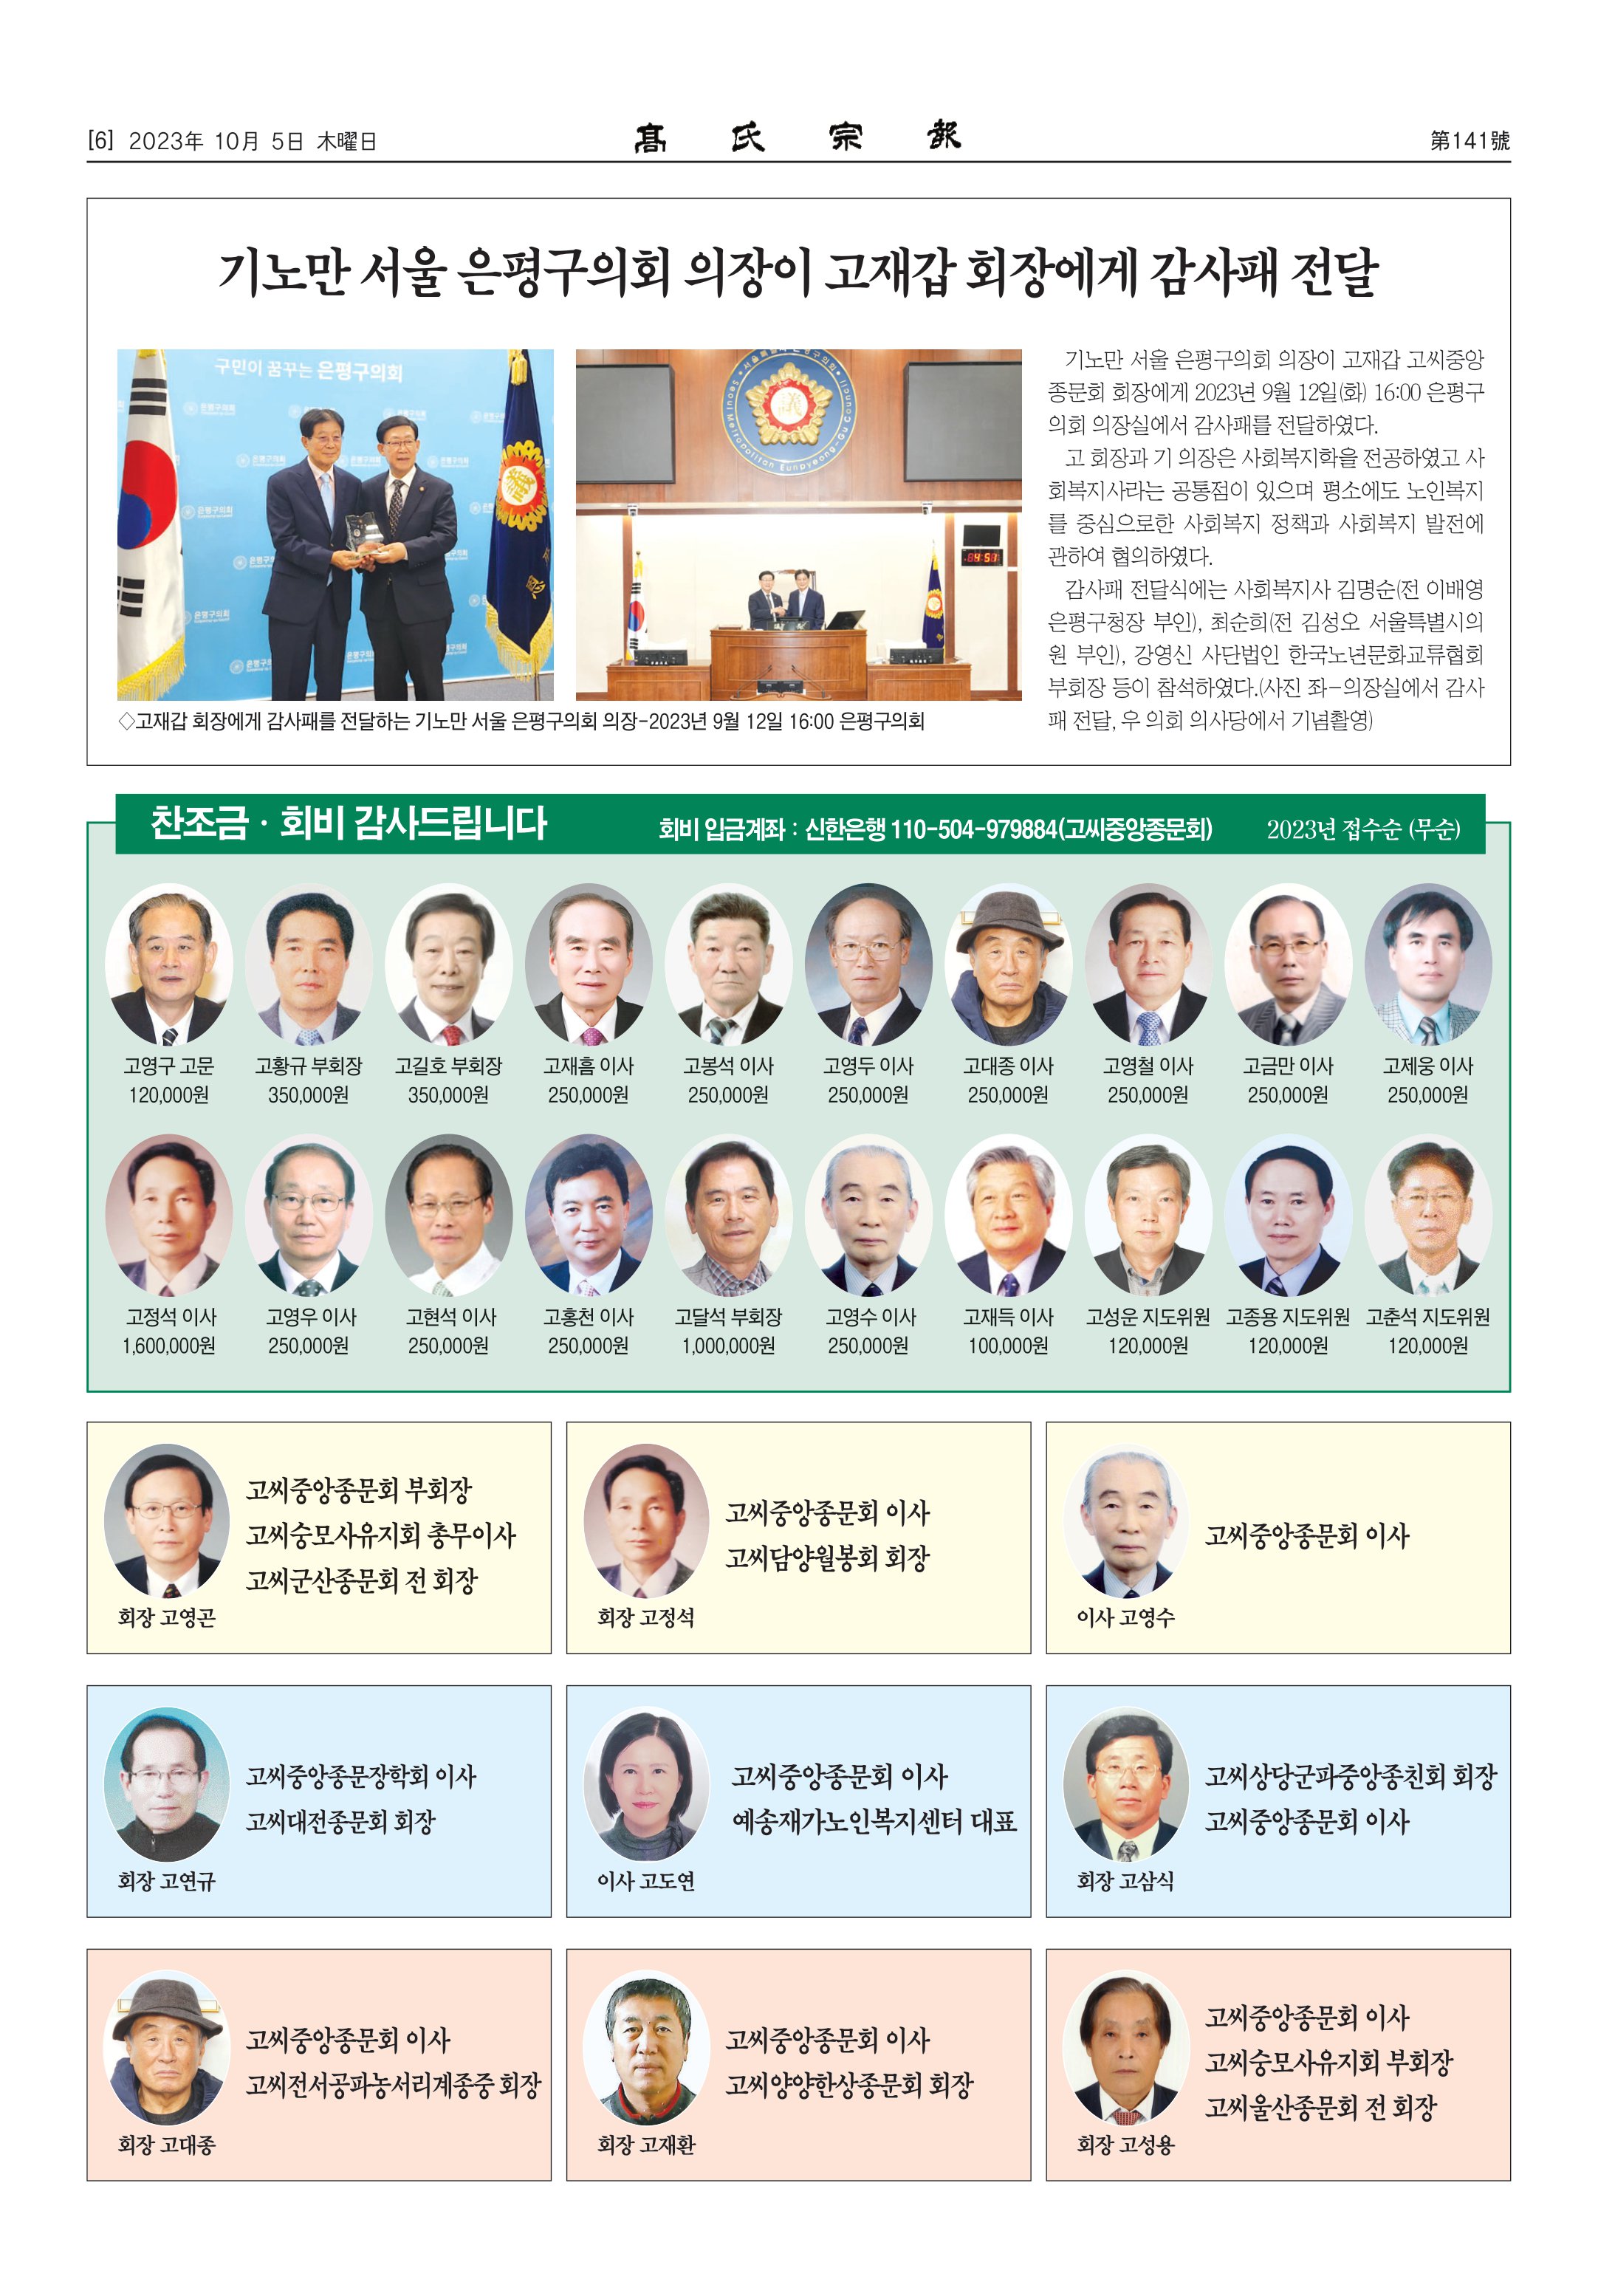 [6] 2023年 10月 5日 木曜日
高氏宗報
第141號
기노만 서울 은평구의회 의장이 고재갑 회장에게 감사패 전달
구민이 꿈꾸는 은평구의회
은평구의회
Seoul Metropolitan Eunpyeong-Gu Council
議
◇고재갑 회장에게 감사패를 전달하는 기노만 서울 은평구의회 의장-2023년 9월 12일 16:00 은평구의회
기노만 서울 은평구의회 의장이 고재갑 고씨중앙
종문회 회장에게 2023년 9월 12일(화) 16:00 은평구
의회 의장실에서 감사패를 전달하였다.
고 회장과 기 의장은 사회복지학을 전공하였고 사
회복지사라는 공통점이 있으며 평소에도 노인복지
를 중심으로한 사회복지 정책과 사회복지 발전에
관하여 협의하였다.
감사패 전달식에는 사회복지사 김명순(전 이배영
은평구청장 부인), 최순희(전 김성오 서울특별시의
원 부인), 강영신 사단법인 한국노년문화교류협회
부회장 등이 참석하였다.(사진 좌-의장실에서 감사
패 전달, 우 의회 의사당에서 기념촬영)
찬조금 · 회비 감사드립니다
회비 입금계좌 : 신한은행 110-504-979884(고씨중앙종문회)
2023년 접수순 (무순)
고영구 고문 고황규 부회장 고길호 부회장 고재흠 이사 고봉석 이사 고영두 이사 고대종 이사 고영철 이사 고금만 이사 고제웅 이사
120,000원 350,000원 350,000원 250,000원 250,000원 250,000원 250,000원 250,000원 250,000원 250,000원
고정석 이사 고영우 이사 고현석 이사 고홍천 이사 고달석 부회장 고영수 이사 고재득 이사 고성운 지도위원 고종용 지도위원 고춘석 지도위원
1,600,000원 250,000원 250,000원 250,000원 1,000,000원 250,000원 100,000원 120,000원 120,000원 120,000원
고씨중앙종문회 부회장
고씨숭모사유지회 총무이사
고씨군산종문회 전 회장
회장 고영곤
고씨중앙종문회 이사
고씨담양월봉회 회장
회장 고정석
고씨중앙종문회 이사
이사 고영수
고씨중앙종문장학회 이사
고씨대전종문회 회장
회장 고연규
고씨중앙종문회 이사
예송재가노인복지센터 대표
이사 고도연
고씨상당군파중앙종친회 회장
고씨중앙종문회 이사
회장 고삼식
고씨중앙종문회 이사
고씨전서공파농서리계종중 회장
회장 고대종
고씨중앙종문회 이사
고씨양양한상종문회 회장
회장 고재환
고씨중앙종문회 이사
고씨숭모사유지회 부회장
고씨울산종문회 전 회장
회장 고성용